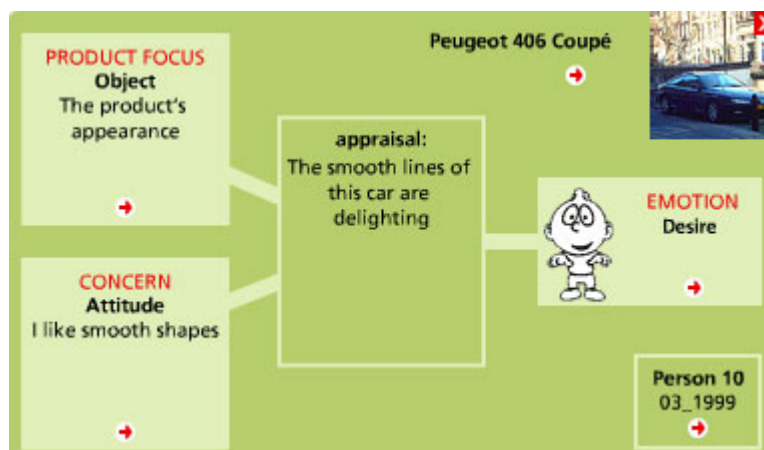 PRODUCT FOCUS
Object
The product's
appearance
CONCERN
Attitude
I like smooth shapes
appraisal:
The smooth lines of
this car are
delighting
Peugeot 406 Coupé
EMOTION
Desire
Person 10
03_1999